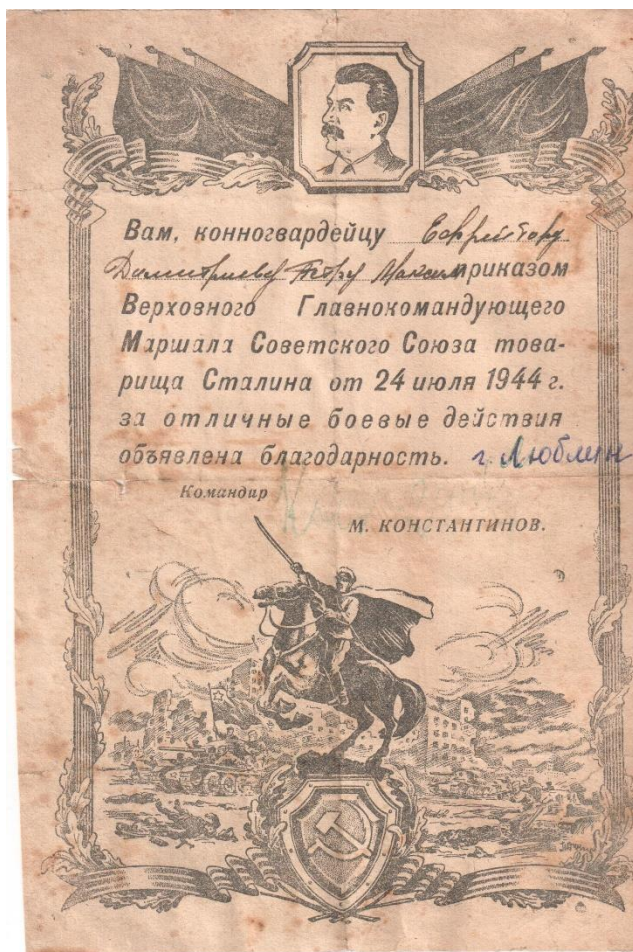 Вам, конногвардейцу Ефрейтору
Дмитриеву Петру Максим приказом
Верховного Главнокомандующего
Маршала Советского Союза това-
рища Сталина от 24 июля 1944 г.
за отличные боевые действия
объявлена благодарность. г. Люблин
Командир
М. КОНСТАНТИНОВ.